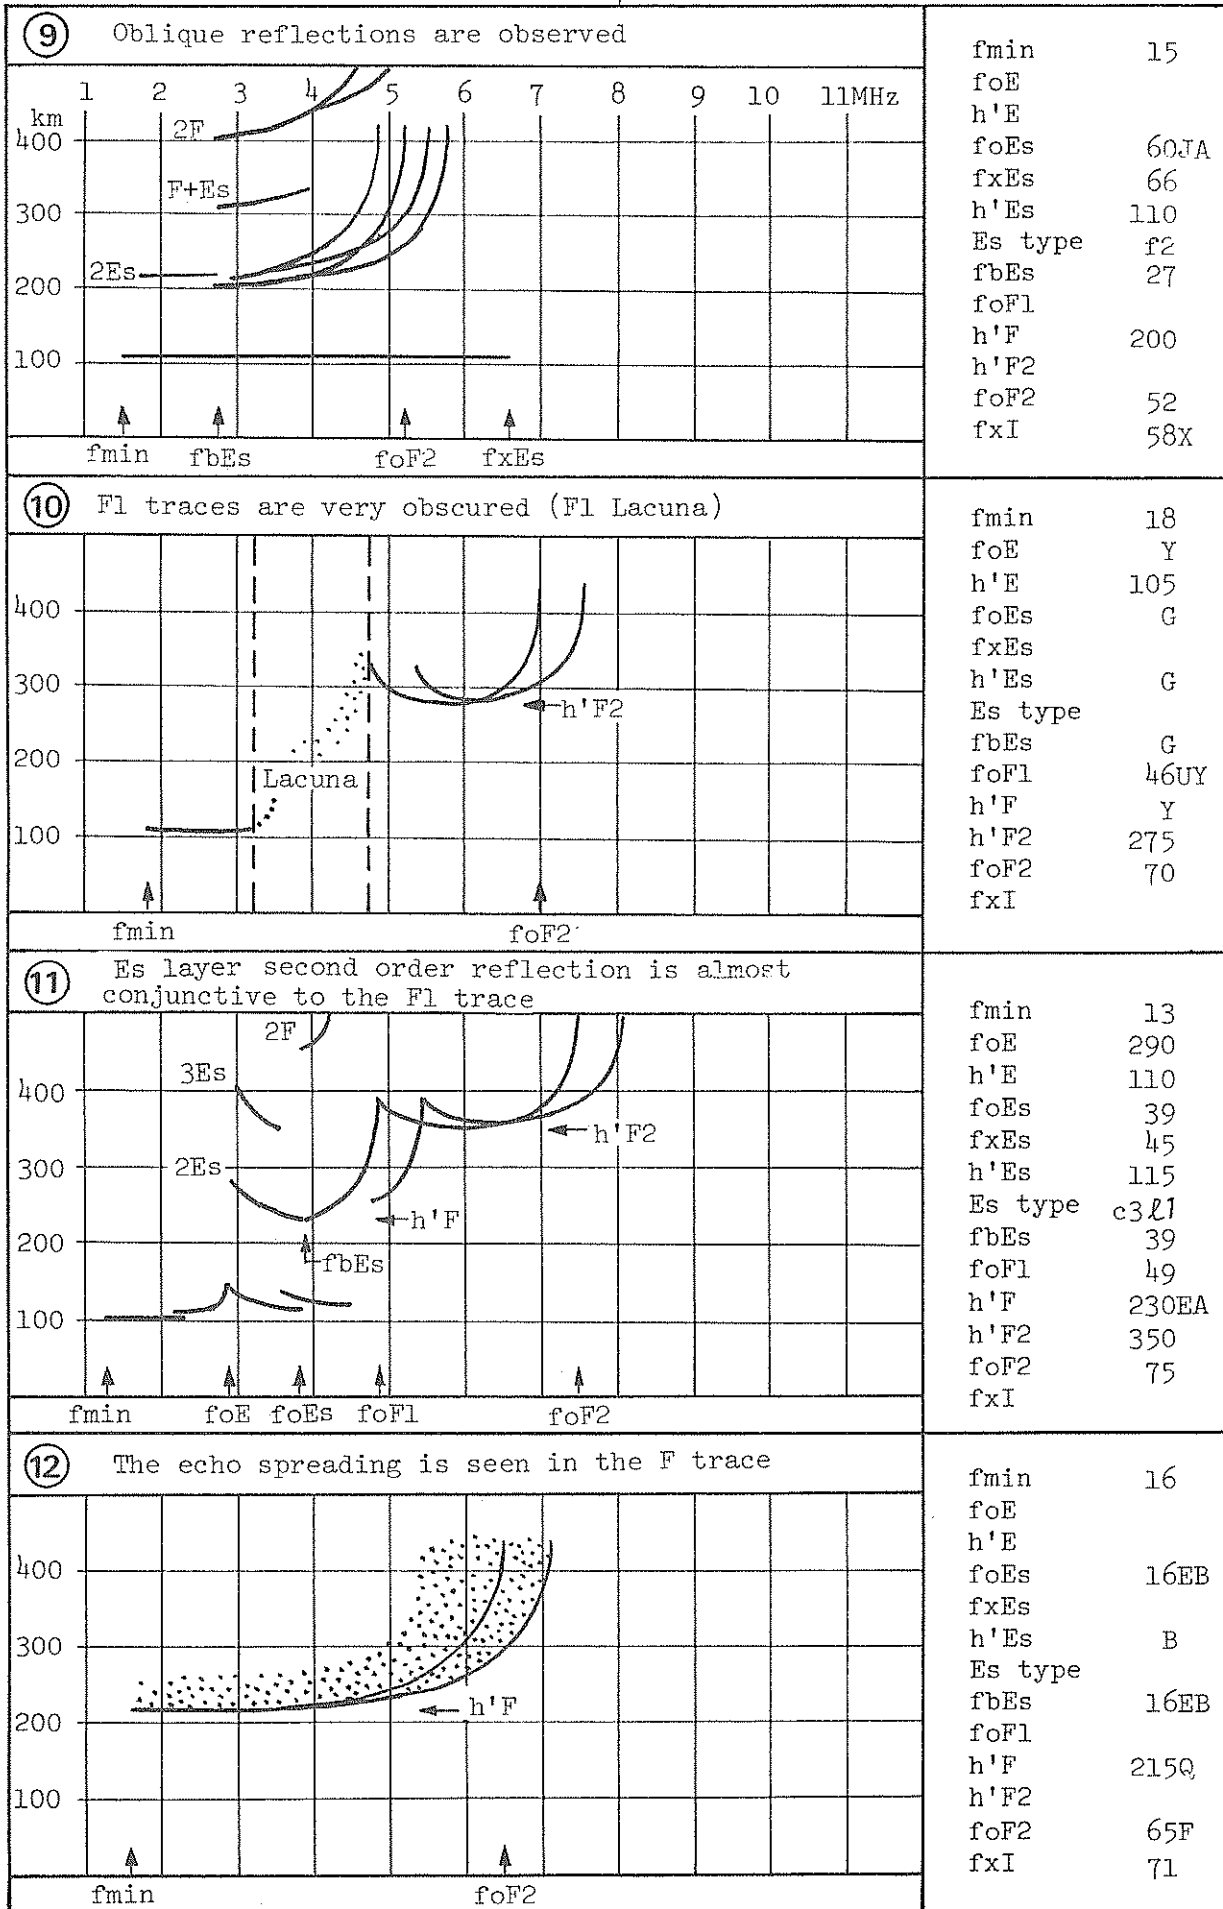 9 Oblique reflections are observed
1 2 3 4 5 6 7 8 9 10 11MHz
km
400
300
200
100
2F
F+Es
2Es
fmin fbEs foF2 fxEs
fmin 15
foE
h'E
foEs 60JA
fxEs 66
h'Es 110
Es type f2
fbEs 27
foF1
h'F 200
h'F2
foF2 52
fxI 58X
10 F1 traces are very obscured (F1 Lacuna)
400
300
200
100
h'F2
Lacuna
fmin foF2
fmin 18
foE Y
h'E 105
foEs G
fxEs
h'Es G
Es type
fbEs G
foF1 46UY
h'F Y
h'F2 275
foF2 70
fxI
11 Es layer second order reflection is almost
conjunctive to the F1 trace
400
300
200
100
2F
3Es
2Es
h'F2
h'F
fbEs
fmin foE foEs foF1 foF2
fmin 13
foE 290
h'E 110
foEs 39
fxEs 45
h'Es 115
Es type c3ℓ1
fbEs 39
foF1 49
h'F 230EA
h'F2 350
foF2 75
fxI
12 The echo spreading is seen in the F trace
400
300
200
100
h'F
fmin foF2
fmin 16
foE
h'E
foEs 16EB
fxEs
h'Es B
Es type
fbEs 16EB
foF1
h'F 215Q
h'F2
foF2 65F
fxI 71